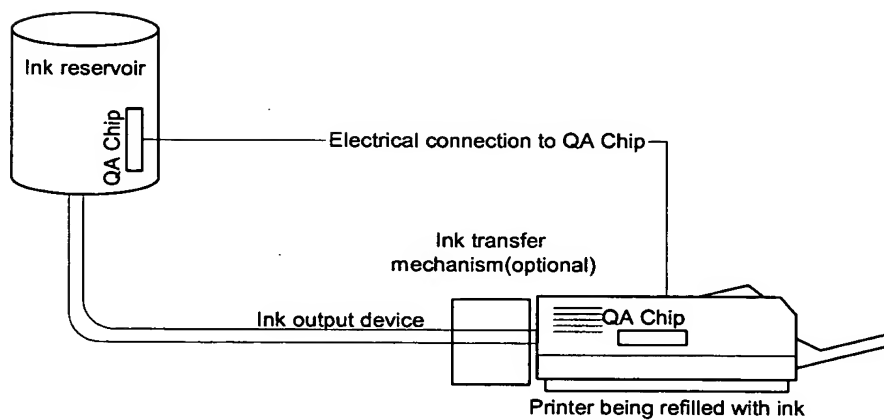 Ink reservoir
QA Chip
Electrical connection to QA Chip
Ink transfer
mechanism(optional)
Ink output device
QA Chip
Printer being refilled with ink